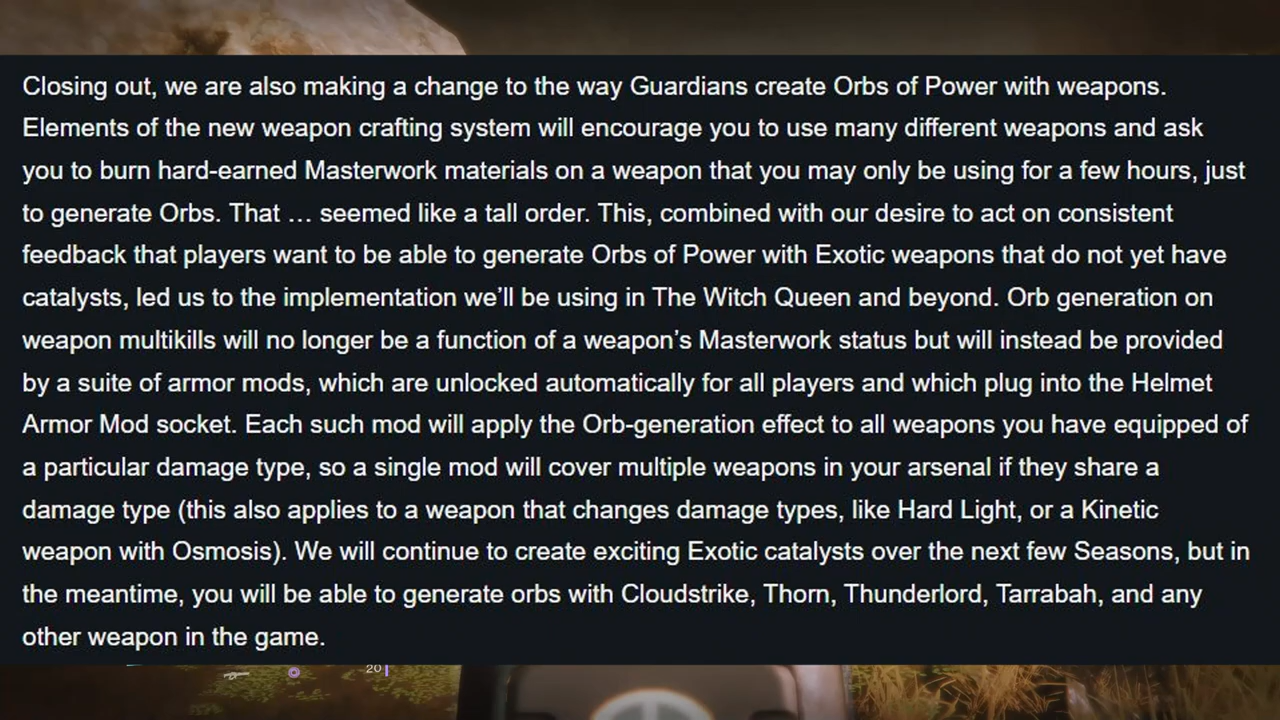 Closing out, we are also making a change to the way Guardians create Orbs of Power with weapons.
Elements of the new weapon crafting system will encourage you to use many different weapons and ask
you to burn hard-earned Masterwork materials on a weapon that you may only be using for a few hours, just
to generate Orbs. That … seemed like a tall order. This, combined with our desire to act on consistent
feedback that players want to be able to generate Orbs of Power with Exotic weapons that do not yet have
catalysts, led us to the implementation we’ll be using in The Witch Queen and beyond. Orb generation on
weapon multikills will no longer be a function of a weapon’s Masterwork status but will instead be provided
by a suite of armor mods, which are unlocked automatically for all players and which plug into the Helmet
Armor Mod socket. Each such mod will apply the Orb-generation effect to all weapons you have equipped of
a particular damage type, so a single mod will cover multiple weapons in your arsenal if they share a
damage type (this also applies to a weapon that changes damage types, like Hard Light, or a Kinetic
weapon with Osmosis). We will continue to create exciting Exotic catalysts over the next few Seasons, but in
the meantime, you will be able to generate orbs with Cloudstrike, Thorn, Thunderlord, Tarrabah, and any
other weapon in the game.
20